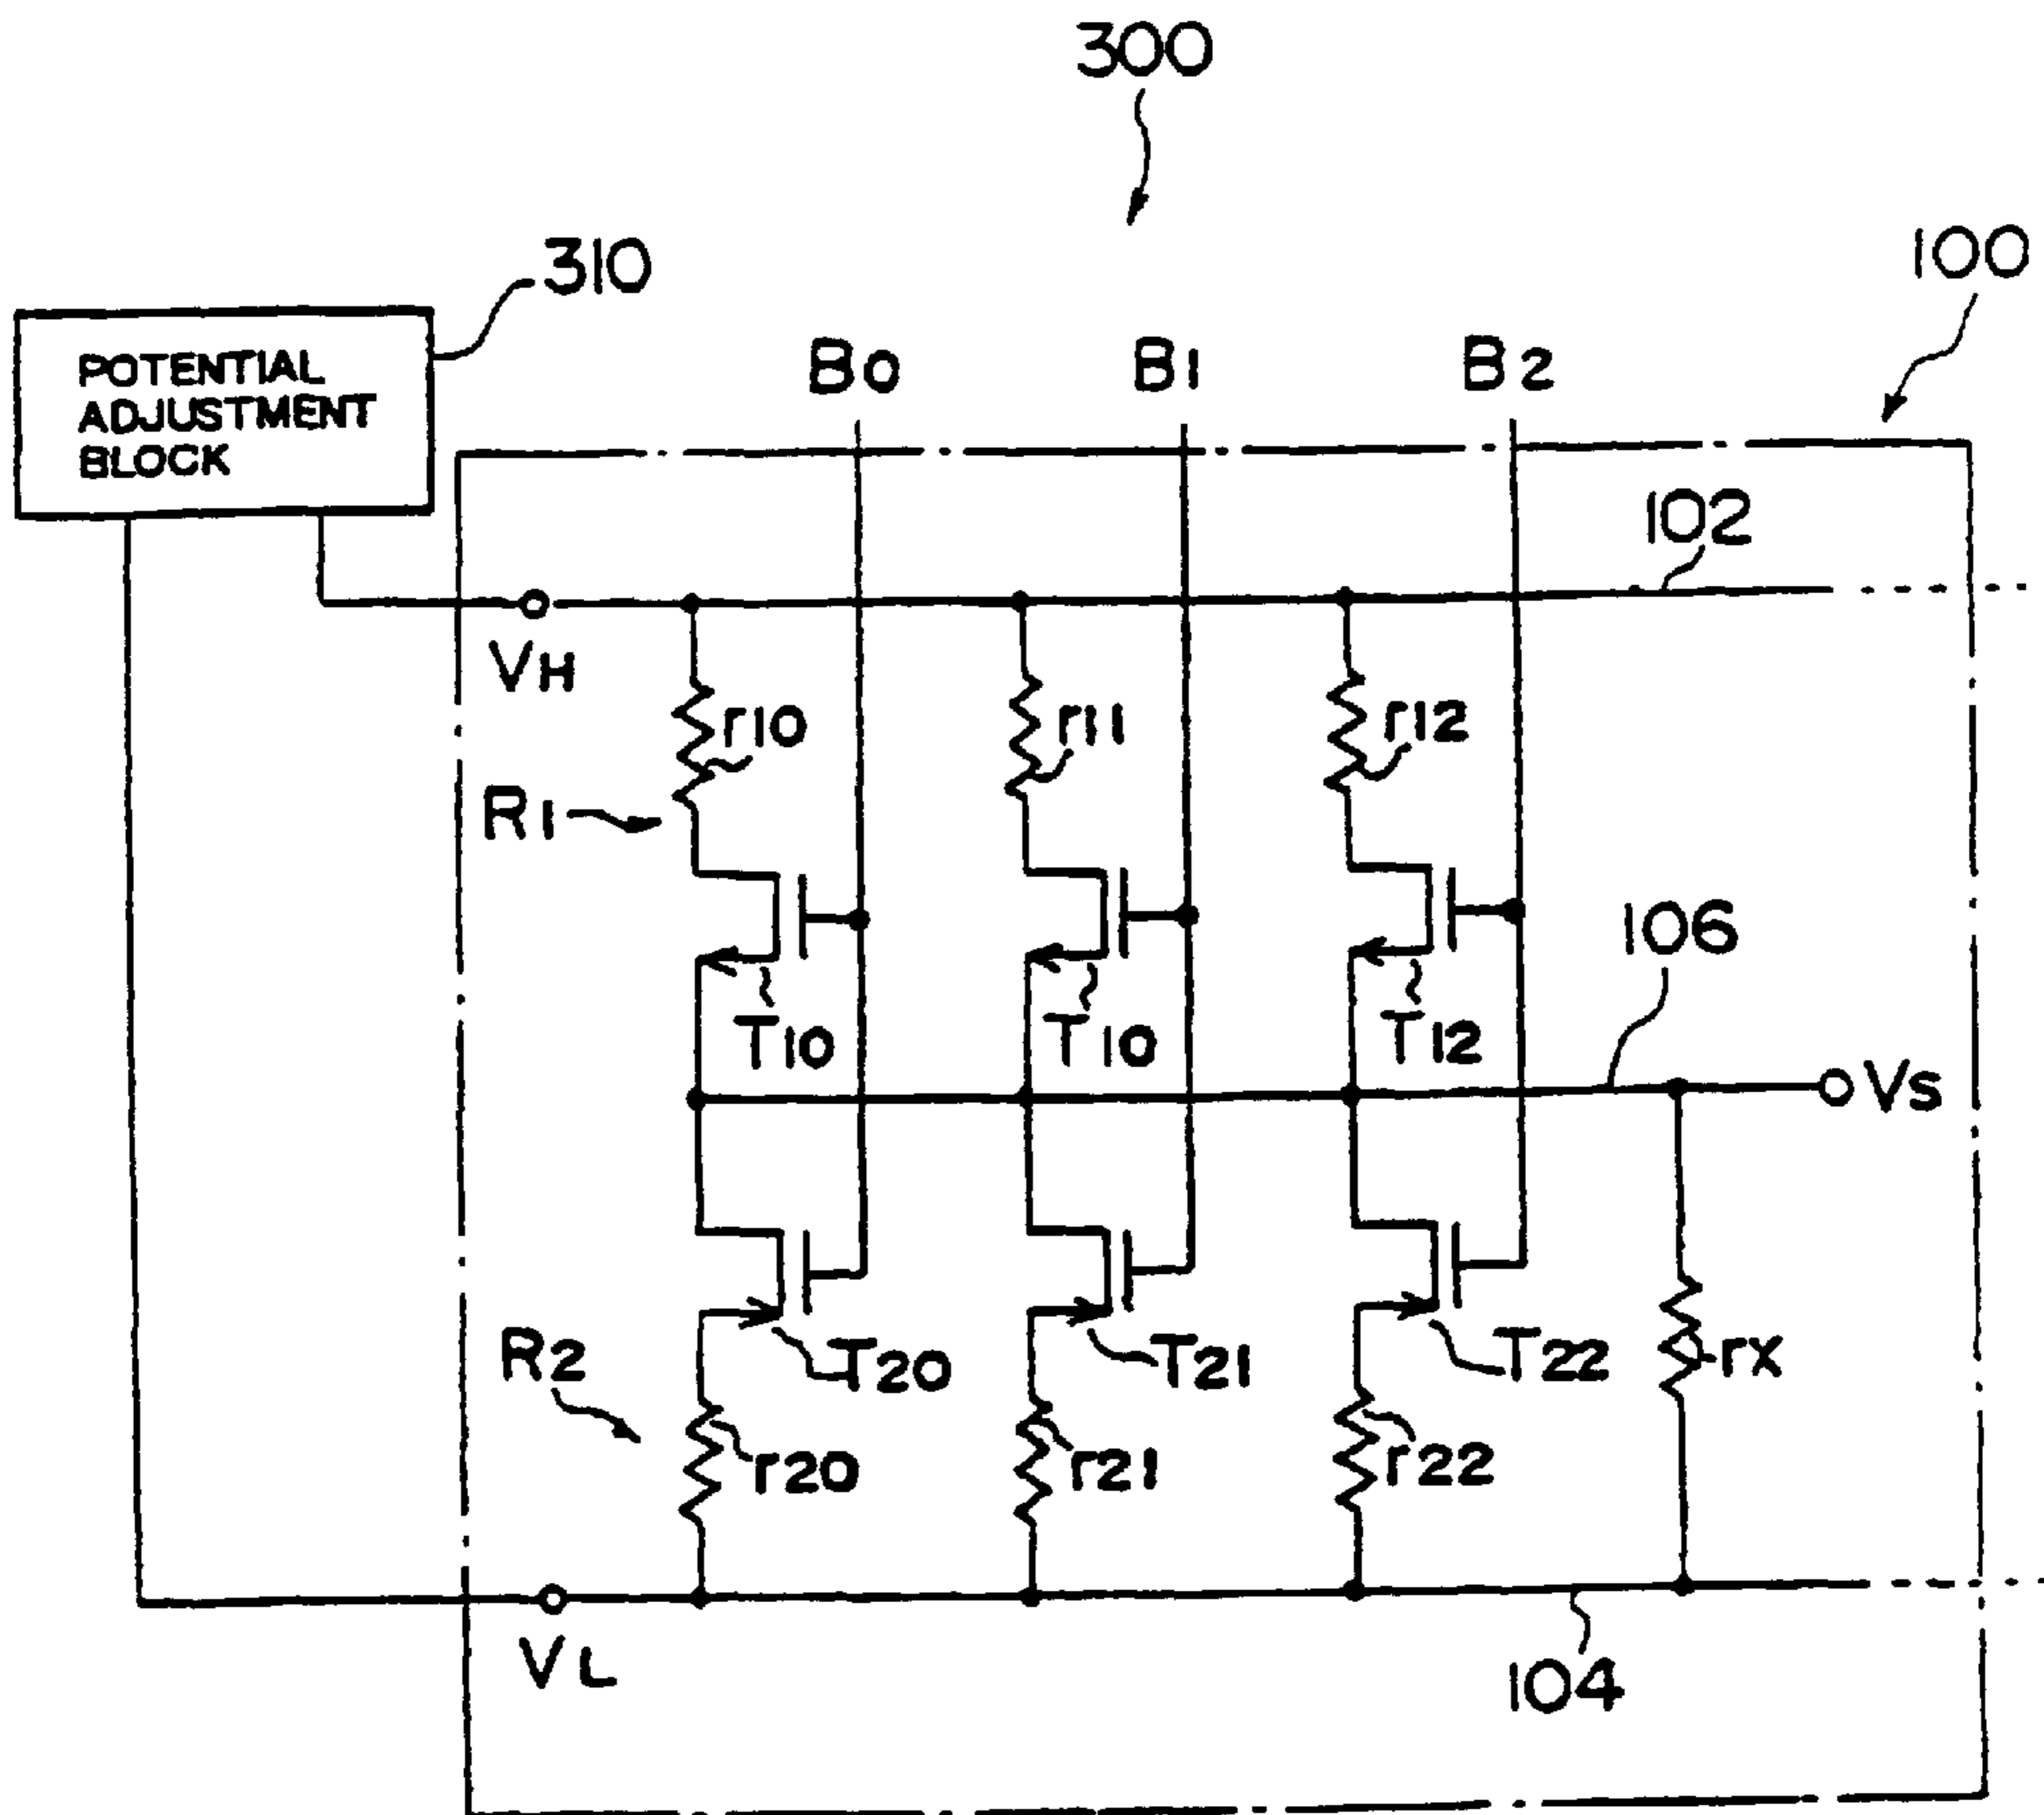 300
100
310
POTENTIAL
ADJUSTMENT
BLOCK
B0 B1 B2
102
VH
r10 r11 r12
R1
106
T10 T10 T12
VS
R2
T20 T21 T22 rX
r20 r21 r22
VL
104